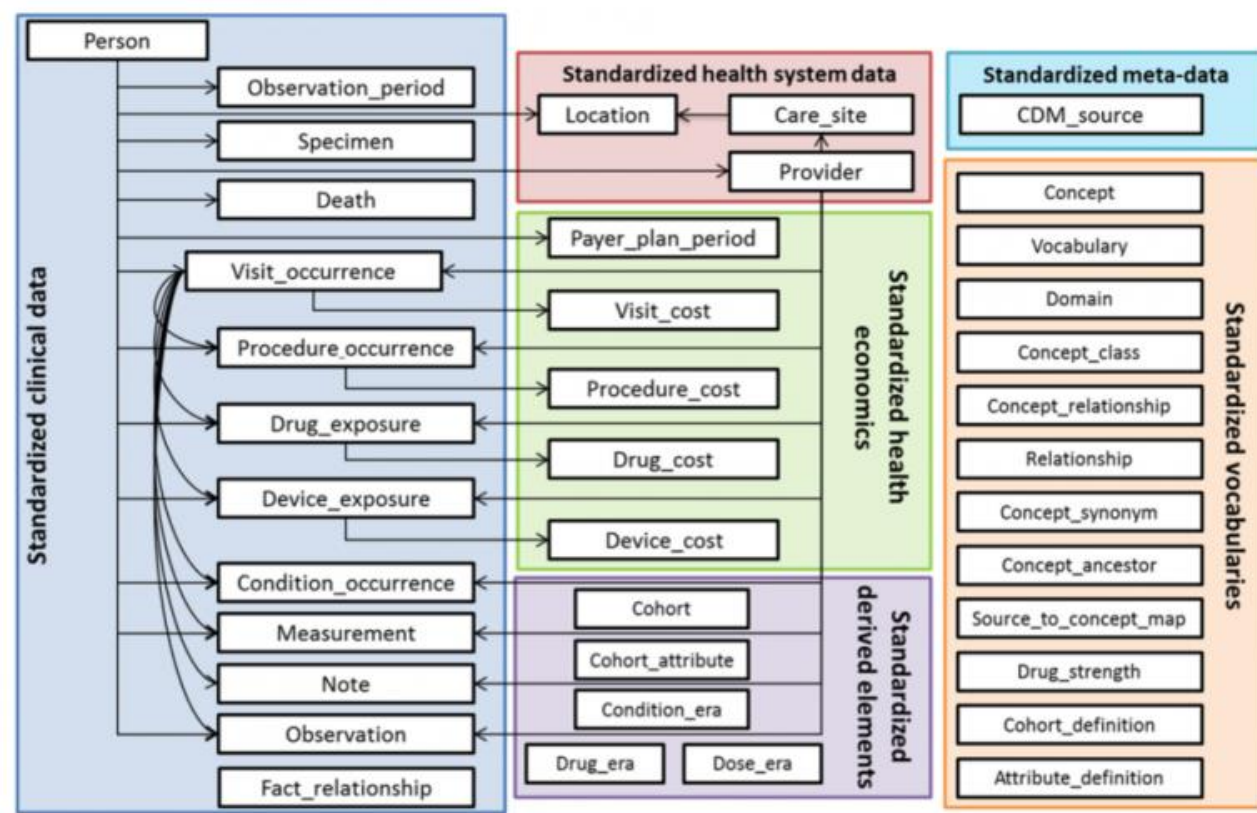 Person
Observation_period
Specimen
Death
Visit_occurrence
Procedure_occurrence
Drug_exposure
Device_exposure
Condition_occurrence
Measurement
Note
Observation
Fact_relationship
Standardized clinical data
Standardized health system data
Location
Care_site
Provider
Payer_plan_period
Visit_cost
Procedure_cost
Drug_cost
Device_cost
Standardized health
economics
Cohort
Cohort_attribute
Condition_era
Drug_era
Dose_era
Standardized
derived elements
Standardized meta-data
CDM_source
Concept
Vocabulary
Domain
Concept_class
Concept_relationship
Relationship
Concept_synonym
Concept_ancestor
Source_to_concept_map
Drug_strength
Cohort_definition
Attribute_definition
Standardized vocabularies